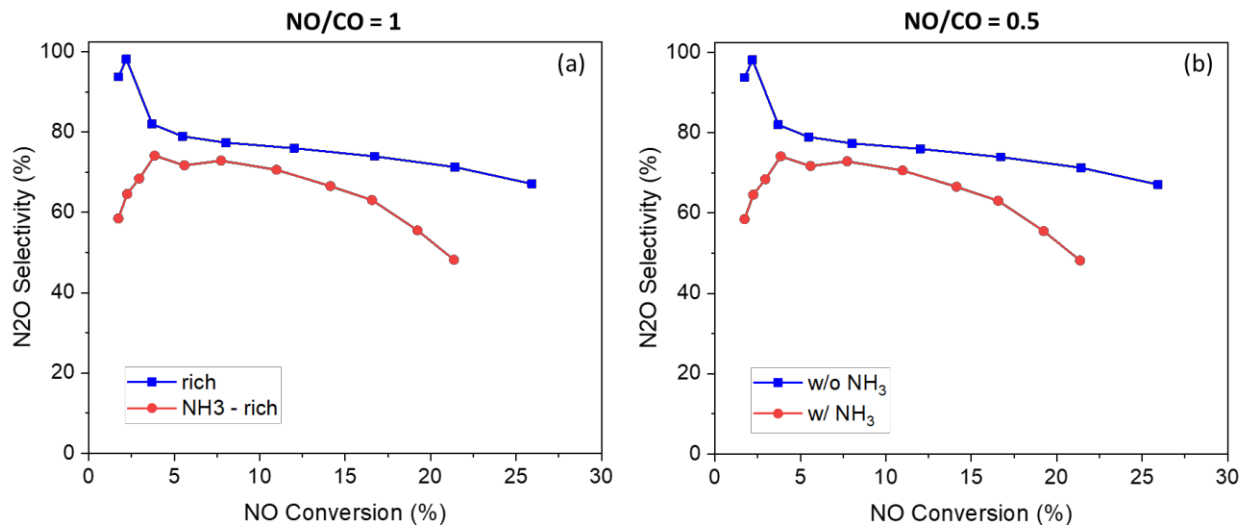 NO/CO = 1
(a)
N2O Selectivity (%)
100
80
60
40
20
0
rich
NH3 - rich
0 5 10 15 20 25 30
NO Conversion (%)
NO/CO = 0.5
(b)
N2O Selectivity (%)
100
80
60
40
20
0
w/o NH₃
w/ NH₃
0 5 10 15 20 25 30
NO Conversion (%)